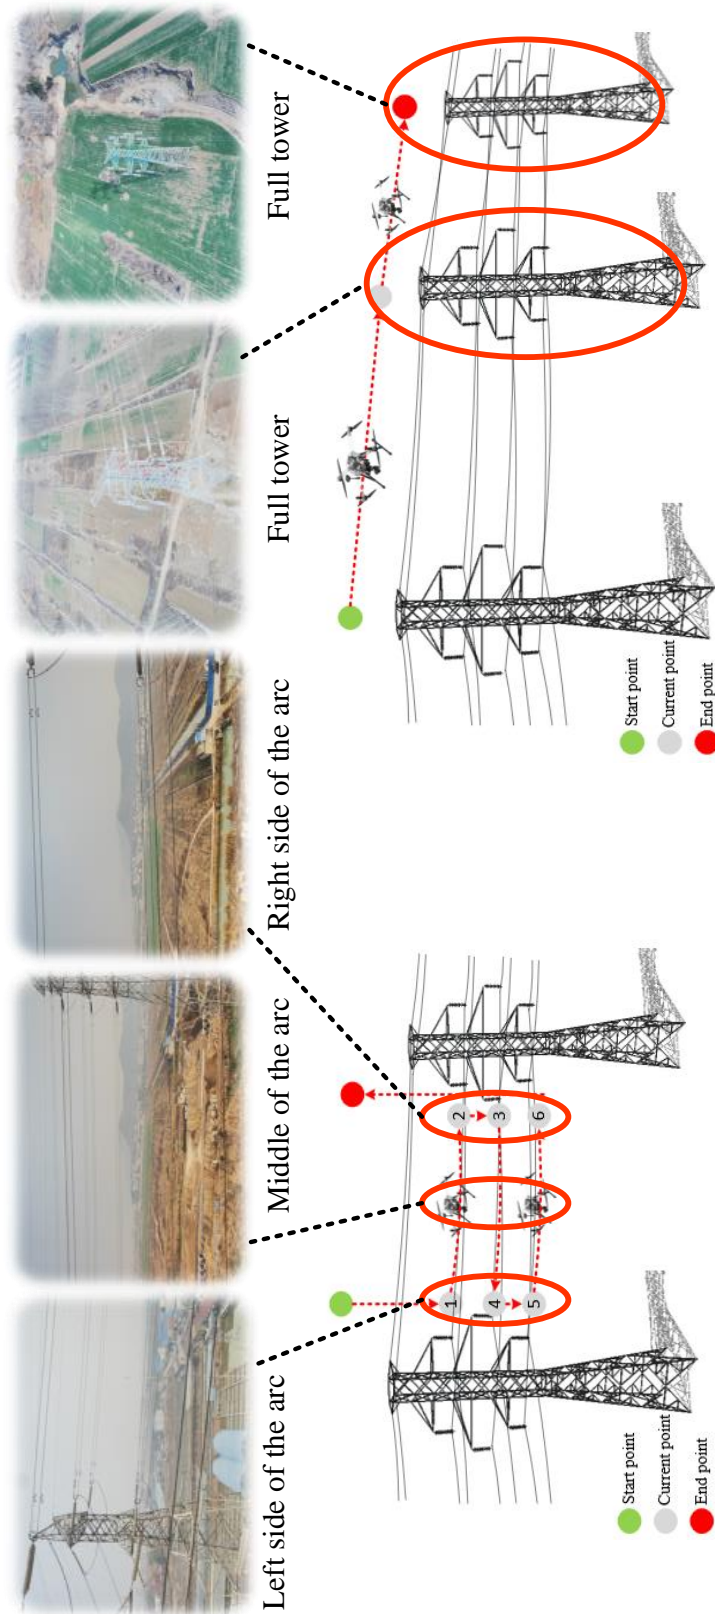 Left side of the arc
Middle of the arc
Right side of the arc
Full tower
Full tower
1
2
3
4
5
6
Start point
Current point
End point
Start point
Current point
End point